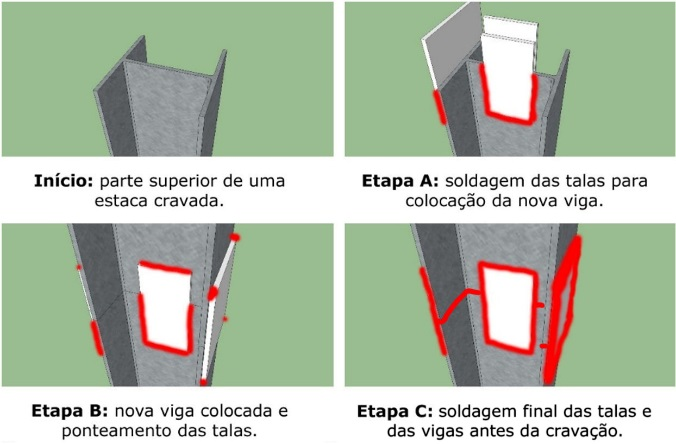 Início: parte superior de uma
estaca cravada.
Etapa A: soldagem das talas para
colocação da nova viga.
Etapa B: nova viga colocada e
ponteamento das talas.
Etapa C: soldagem final das talas e
das vigas antes da cravação.